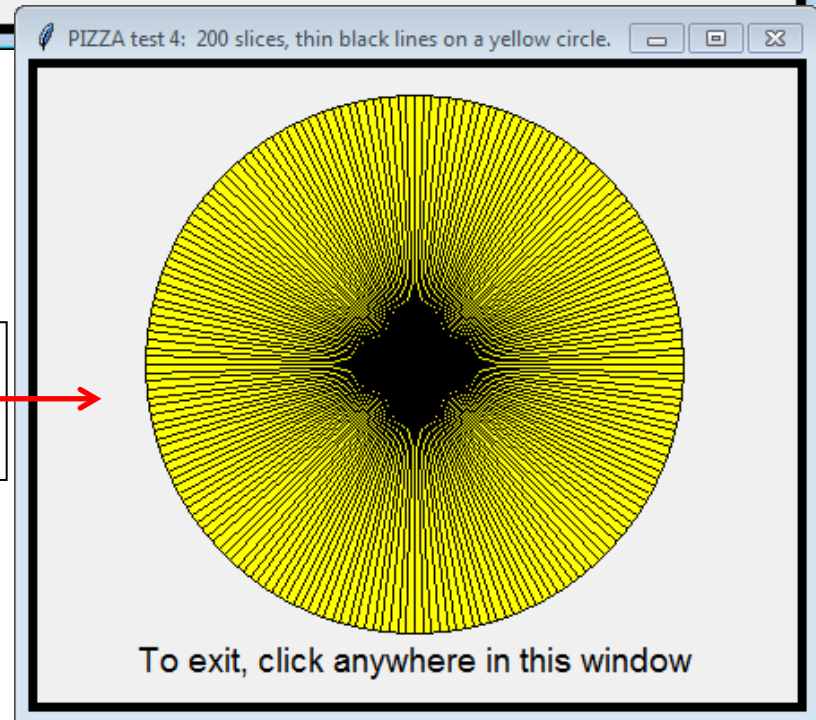 PIZZA test 4:  200 slices, thin black lines on a yellow circle.
To exit, click anywhere in this window